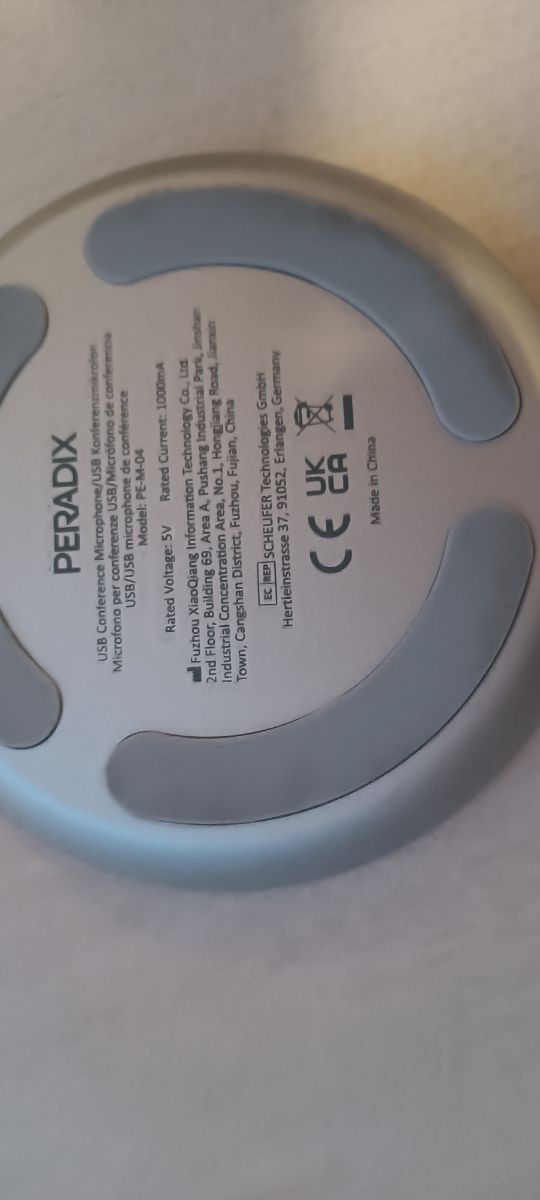 PERADIX
USB Conference Microphone/USB Konferenzmikrofon
Microfono per conferenze USB/Micrófono de conferencia
USB/USB microphone de conférence
Model: PE-M-04
Rated Voltage: 5V Rated Current: 1000mA
Fuzhou XiaoQiang Information Technology Co., Ltd
2nd Floor, Building 69, Area A, Pushang Industrial Park, Jinshan
Industrial Concentration Area, No.1, Hongjiang Road, Jianxin
Town, Cangshan District, Fuzhou, Fujian, China
EC REP SCHEUFER Technologies GmbH
Hertleinstrasse 37, 91052, Erlangen, Germany
CE UK
CA
Made in China